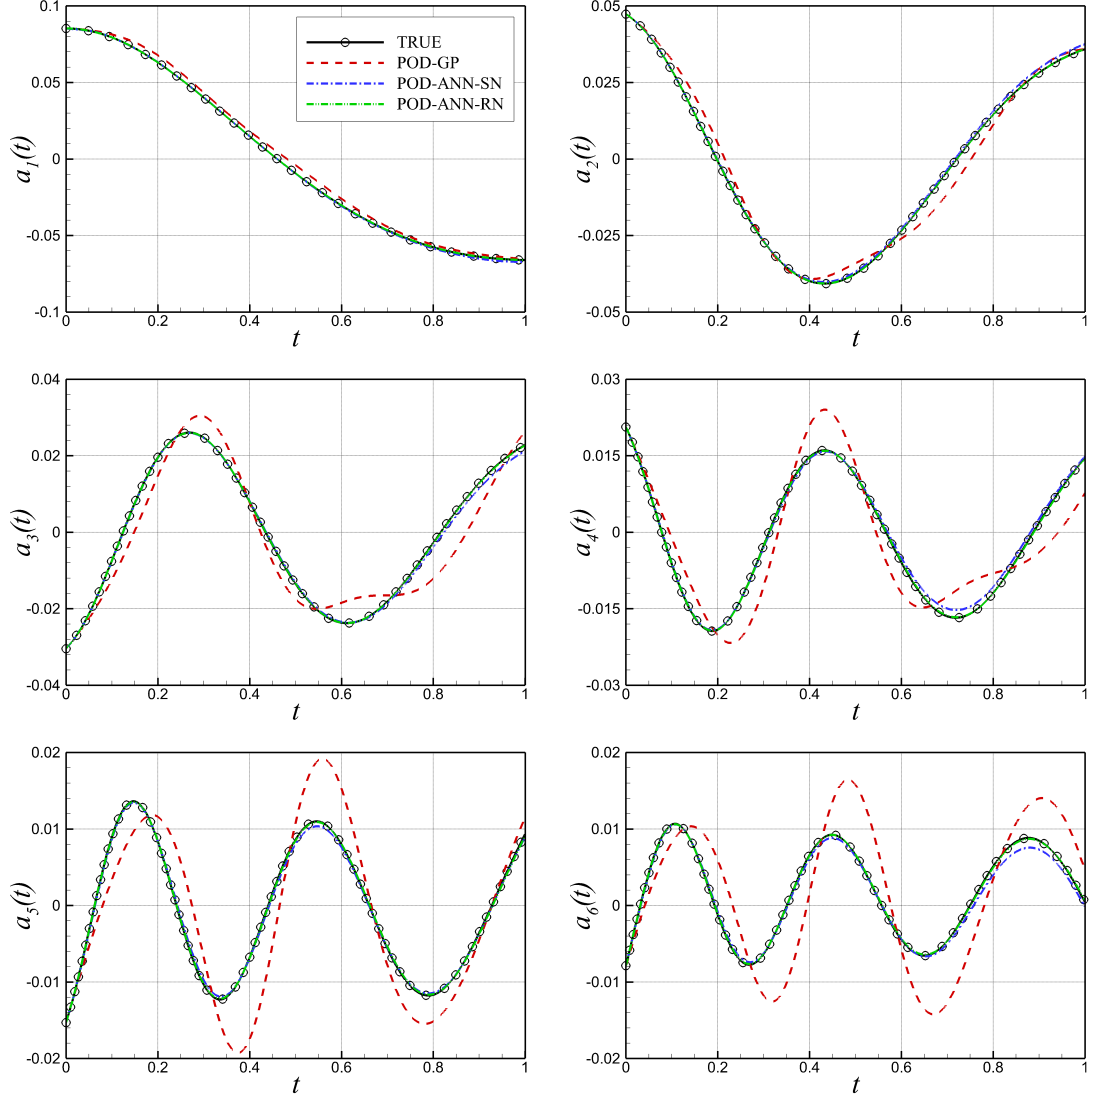 0.1
0.05
0
-0.05
-0.1
a1(t)
TRUE
POD-GP
POD-ANN-SN
POD-ANN-RN
0 0.2 0.4 0.6 0.8 1
t
0.05
0.025
0
-0.025
-0.05
a2(t)
0 0.2 0.4 0.6 0.8 1
t
0.04
0.02
0
-0.02
-0.04
a3(t)
0 0.2 0.4 0.6 0.8 1
t
0.03
0.015
0
-0.015
-0.03
a4(t)
0 0.2 0.4 0.6 0.8 1
t
0.02
0.01
0
-0.01
-0.02
a5(t)
0 0.2 0.4 0.6 0.8 1
t
0.02
0.01
0
-0.01
-0.02
a6(t)
0 0.2 0.4 0.6 0.8 1
t